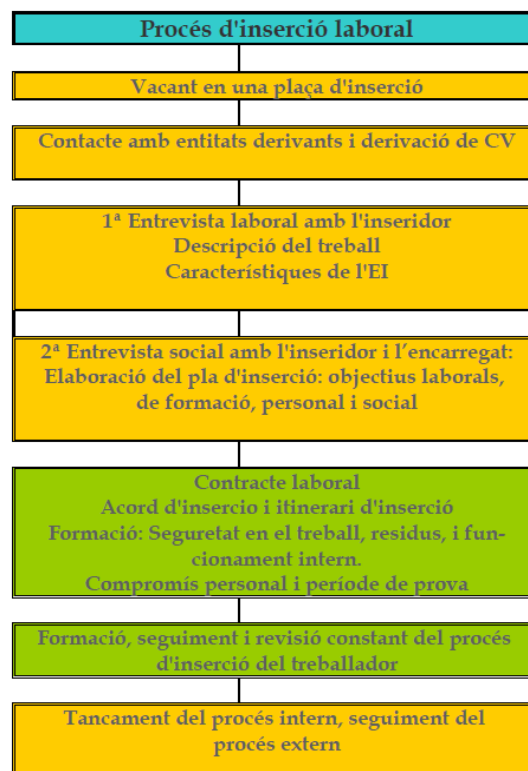 Procés d'inserció laboral
Vacant en una plaça d'inserció
Contacte amb entitats derivants i derivació de CV
1ª Entrevista laboral amb l'inseridor
Descripció del treball
Característiques de l'EI
2ª Entrevista social amb l'inseridor i l’encarregat:
Elaboració del pla d'inserció: objectius laborals,
de formació, personal i social
Contracte laboral
Acord d'insercio i itinerari d'inserció
Formació: Seguretat en el treball, residus, i fun-
cionament intern.
Compromís personal i període de prova
Formació, seguiment i revisió constant del procés
d'inserció del treballador
Tancament del procés intern, seguiment del
procés extern